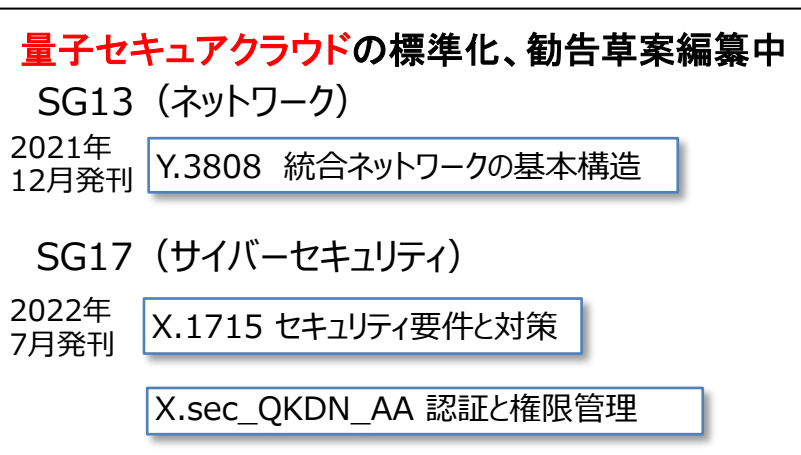 量子セキュアクラウドの標準化、勧告草案編纂中
SG13（ネットワーク）
2021年
12月発刊
Y.3808 統合ネットワークの基本構造
SG17（サイバーセキュリティ）
2022年
7月発刊
X.1715 セキュリティ要件と対策
X.sec_QKDN_AA 認証と権限管理